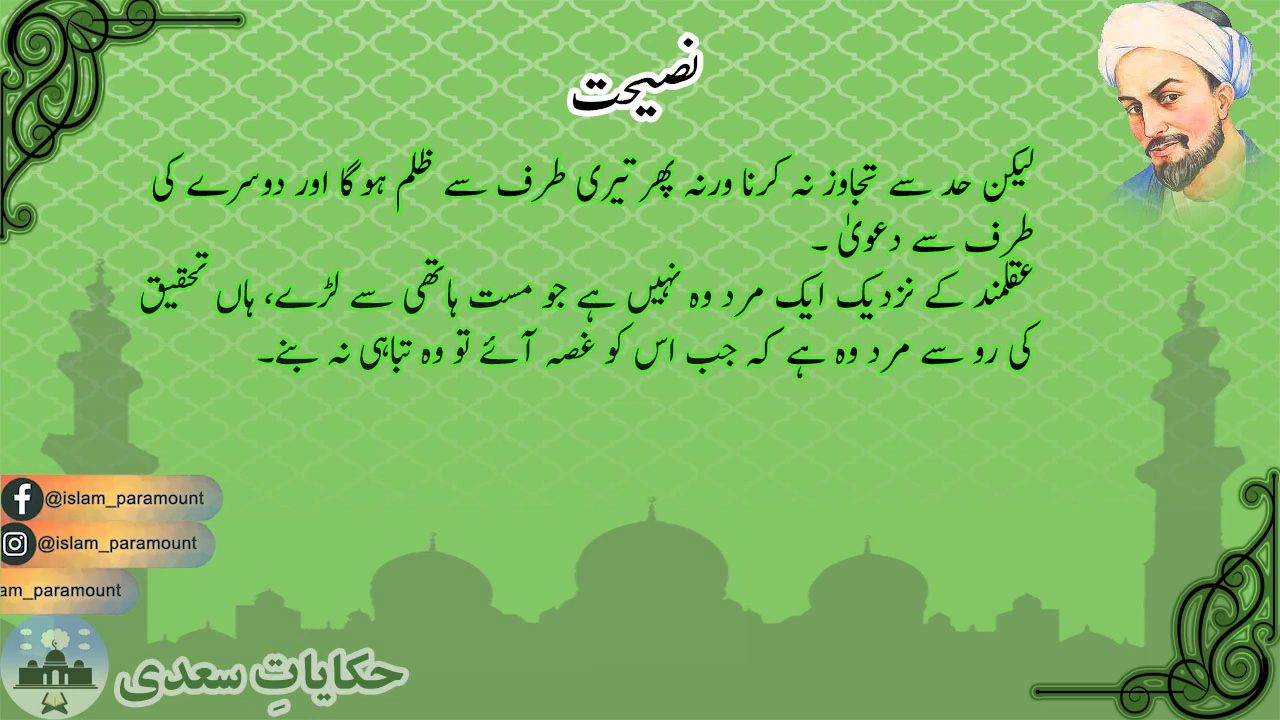 نصیحت
لیکن حد سے تجاوز نہ کرنا ورنہ پھر تیری طرف سے ظلم ہو گا اور دوسرے کی
طرف سے دعویٰ ۔
عقلمند کے نزدیک ایک مرد وہ نہیں ہے جو مست ہاتھی سے لڑے، ہاں تحقیق
کی رو سے مرد وہ ہے کہ جب اس کو غصہ آئے تو وہ تباہی نہ بنے۔
@islam_paramount
@islam_paramount
am_paramount
حکایاتِ سعدی